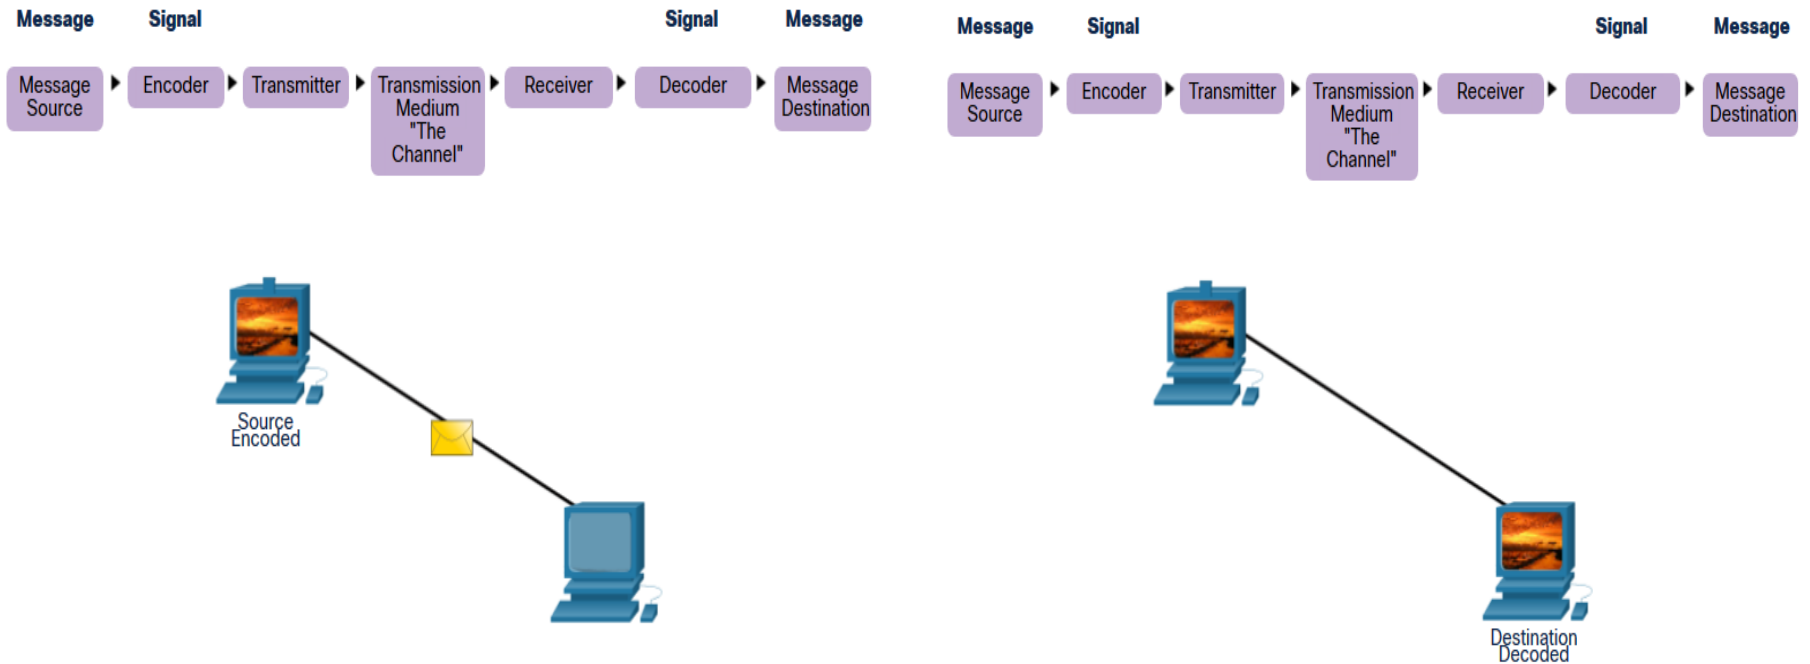 Message Signal Signal Message
Message Source Encoder Transmitter Transmission Medium "The Channel" Receiver Decoder Message Destination
Source
Encoded
Message Signal Signal Message
Message Source Encoder Transmitter Transmission Medium "The Channel" Receiver Decoder Message Destination
Destination
Decoded